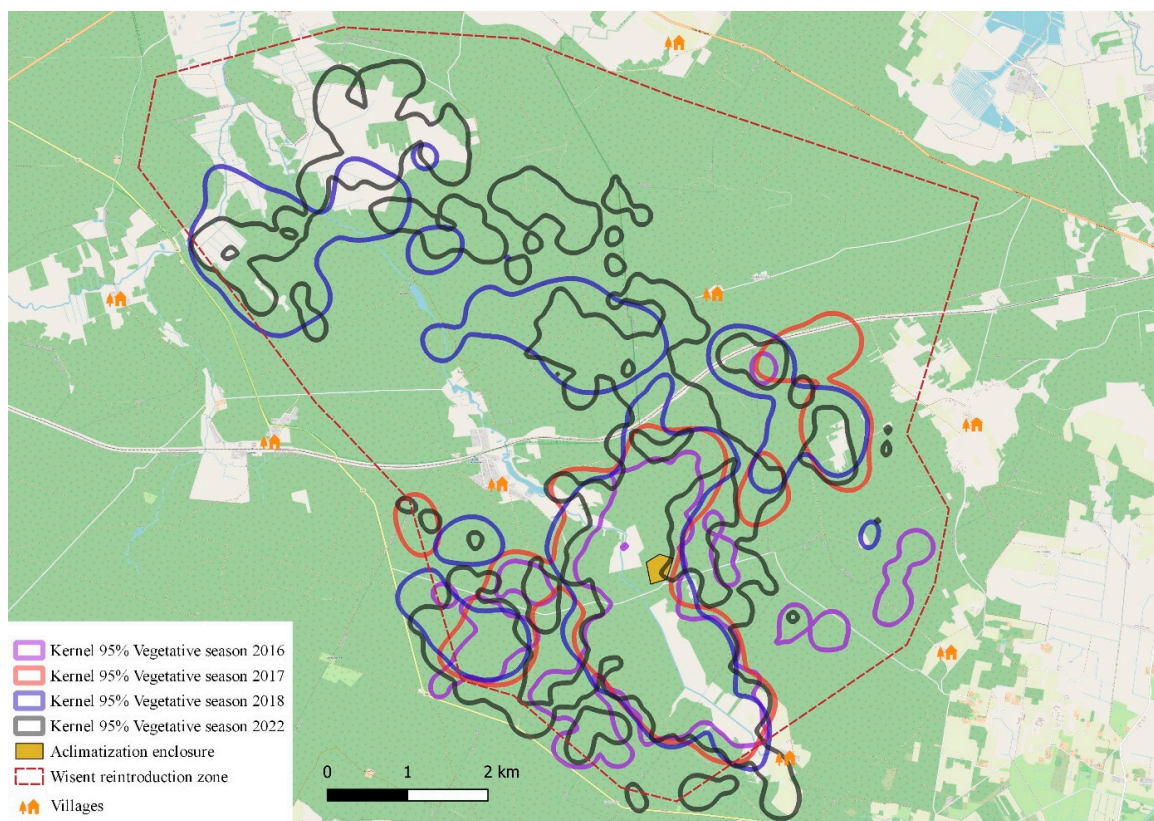 Kernel 95% Vegetative season 2016
Kernel 95% Vegetative season 2017
Kernel 95% Vegetative season 2018
Kernel 95% Vegetative season 2022
Aclimatization enclosure
Wisent reintroduction zone
Villages
0 1 2 km